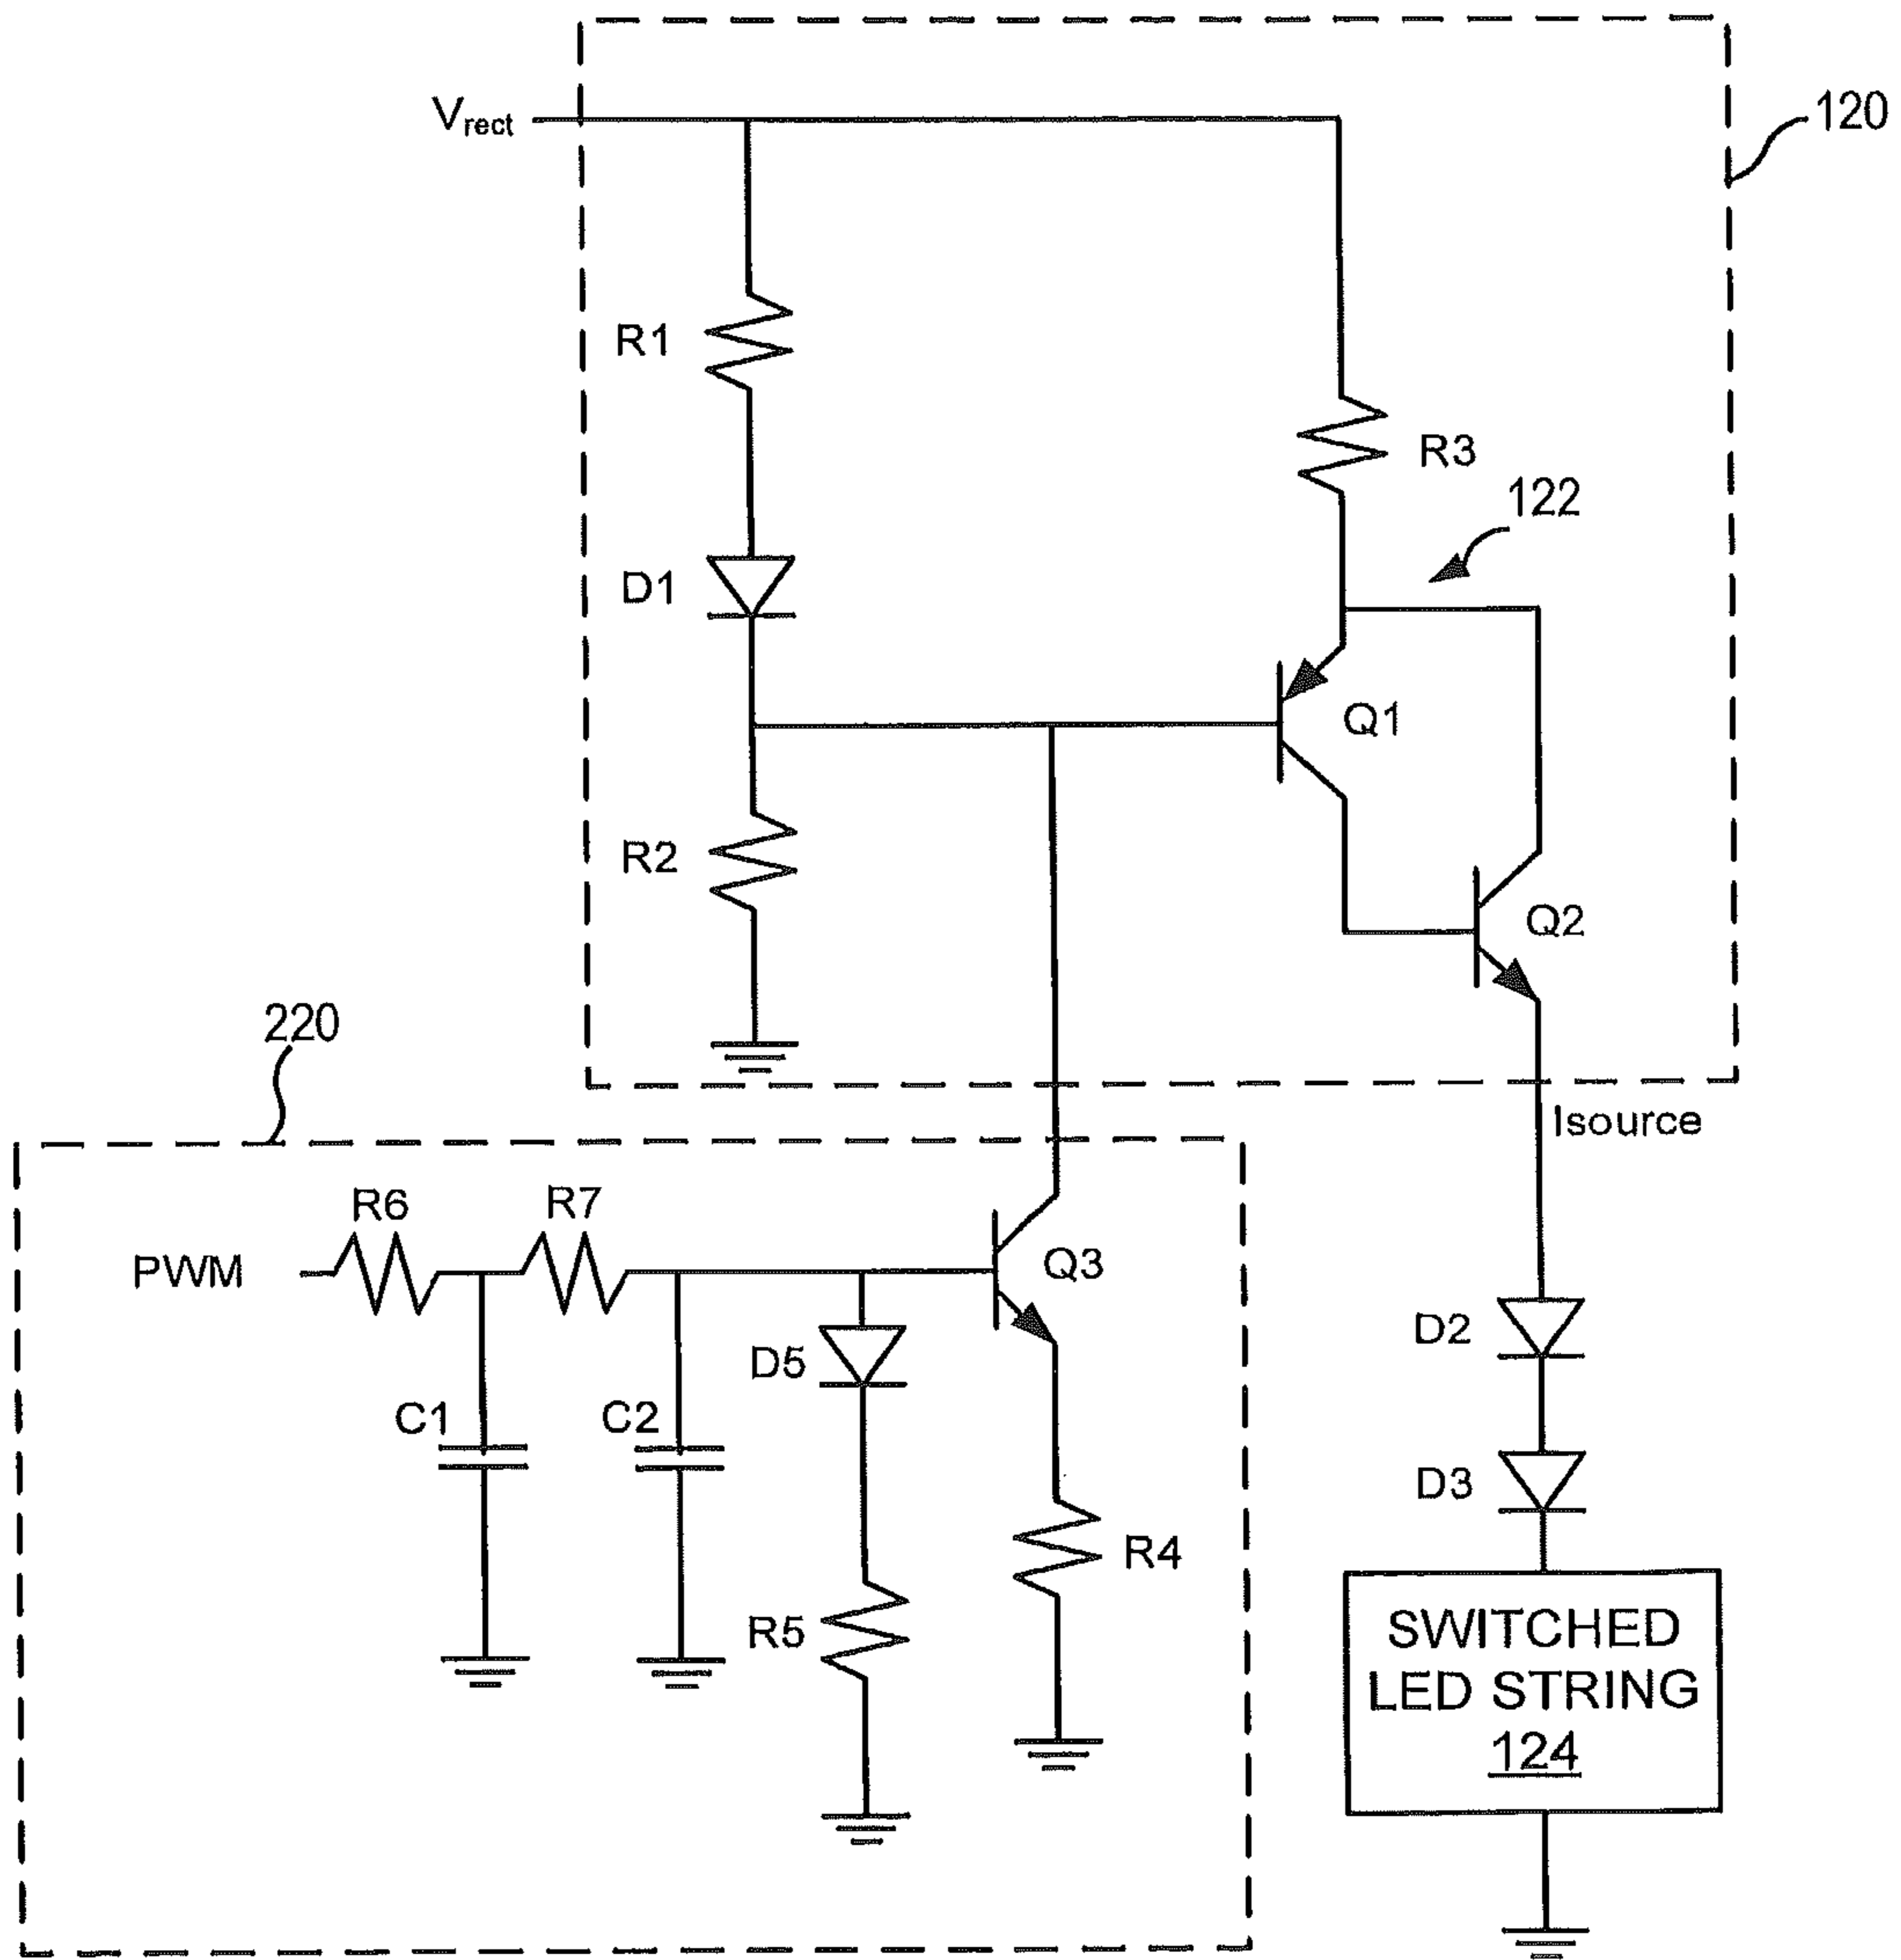 120
Vrect
R1
R3
122
D1
Q1
R2
Q2
220
Isource
R6
R7
PWM
Q3
D2
D5
C1
C2
D3
R4
R5
SWITCHED
LED STRING
124